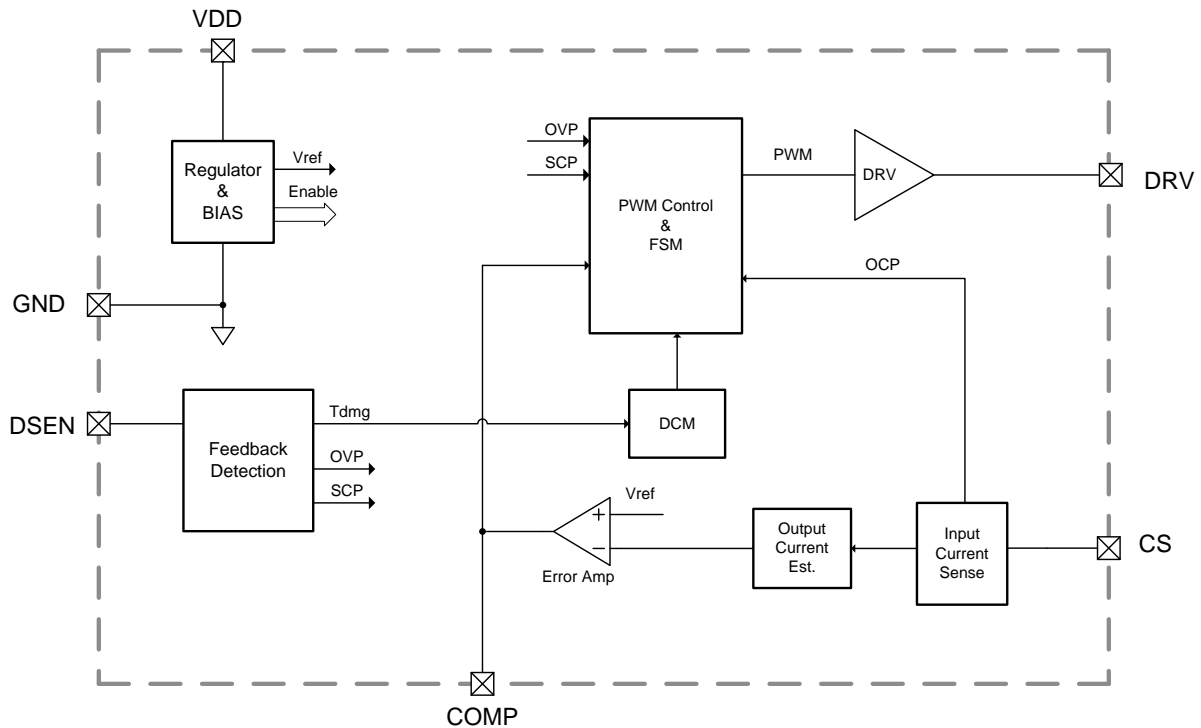 VDD
OVP
SCP
PWM
DRV
DRV
Regulator
&
BIAS
Vref
Enable
PWM Control
&
FSM
OCP
GND
DSEN
Feedback
Detection
Tdmg
OVP
SCP
DCM
Vref
+
−
Error Amp
Output
Current
Est.
Input
Current
Sense
CS
COMP